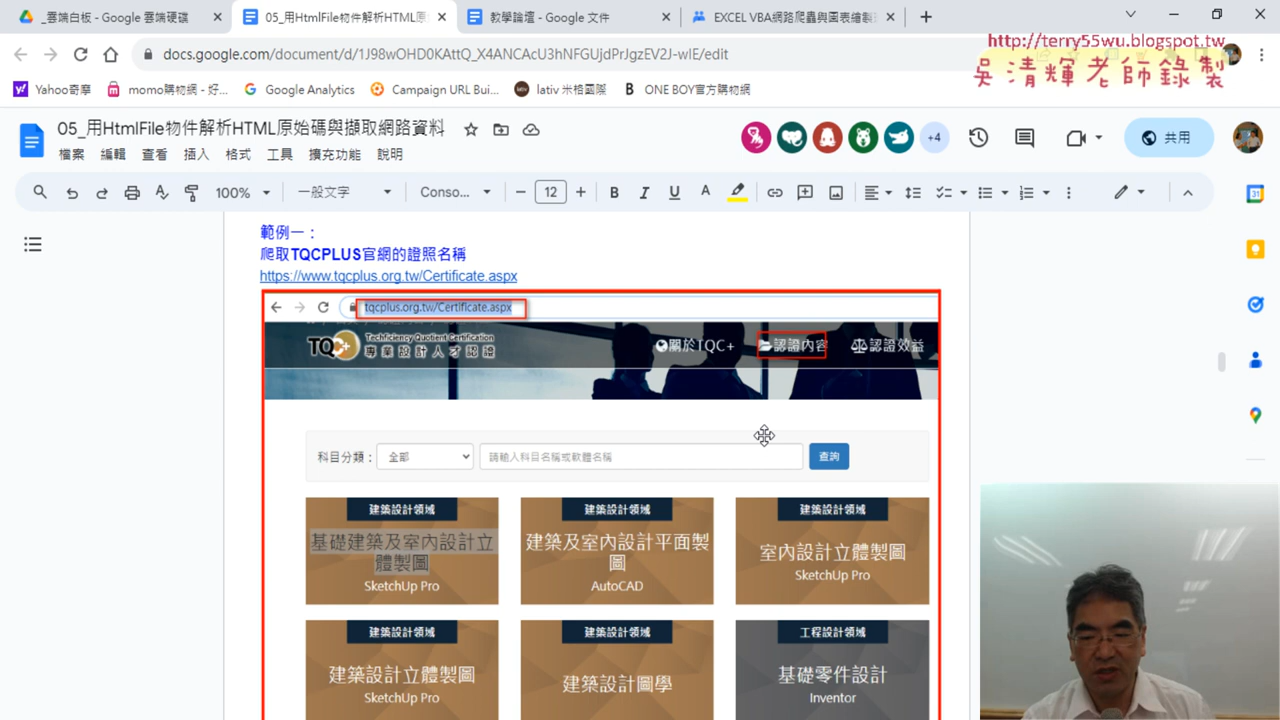 _雲端白板 - Google 雲端硬碟
05_用HtmlFile物件解析HTML原
教學論壇 - Google 文件
EXCEL VBA網路爬蟲與圖表繪製
docs.google.com/document/d/1J98wOHD0KAttQ_X4ANCAcU3hNFGUjdPrJgzEV2J-wIE/edit
http://terry55wu.blogspot.tw
吳清輝老師錄製
Yahoo奇摩
momo購物網 - 好...
Google Analytics
Campaign URL Bui...
lativ 米格國際
ONE BOY官方購物網
05_用HtmlFile物件解析HTML原始碼與擷取網路資料
+4
共用
檔案 編輯 查看 插入 格式 工具 擴充功能 說明
100% 一般文字 Conso... 12 B I U A
31
範例一：
爬取TQCPLUS官網的證照名稱
https://www.tqcplus.org.tw/Certificate.aspx
tqcplus.org.tw/Certificate.aspx
TQC+ Techficiency Quotient Certification
專業設計人才認證
關於TQC+ 認證內容 認證效益
科目分類： 全部 請輸入科目名稱或軟體名稱 查詢
建築設計領域
基礎建築及室內設計立體製圖
SketchUp Pro
建築設計領域
建築及室內設計平面製圖
AutoCAD
建築設計領域
室內設計立體製圖
SketchUp Pro
建築設計領域
建築設計立體製圖
SketchUp Pro
建築設計領域
建築設計圖學
工程設計領域
基礎零件設計
Inventor